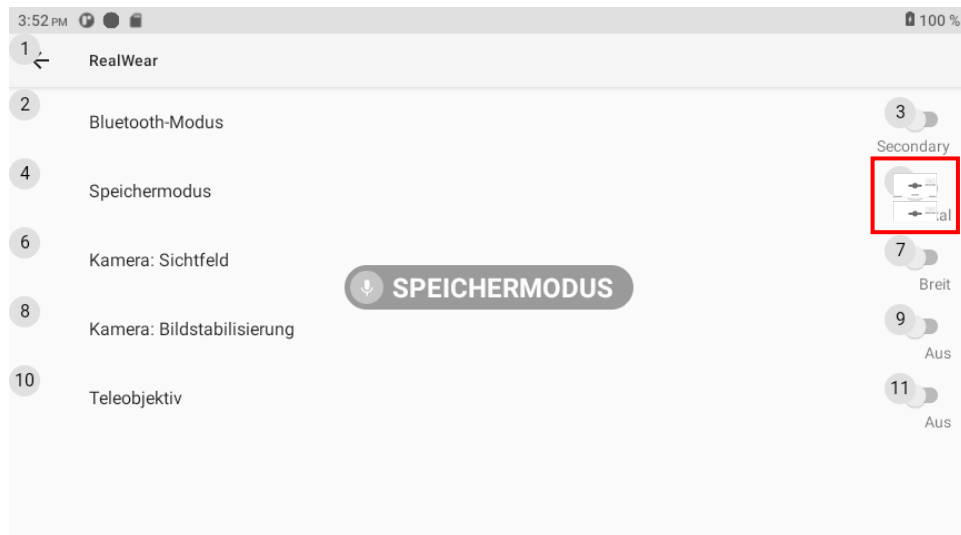 3:52 PM 100 %
1 RealWear
2 Bluetooth-Modus 3
Secondary
4 Speichermodus
6 Kamera: Sichtfeld 7
Breit
SPEICHERMODUS
8 Kamera: Bildstabilisierung 9
Aus
10 Teleobjektiv 11
Aus